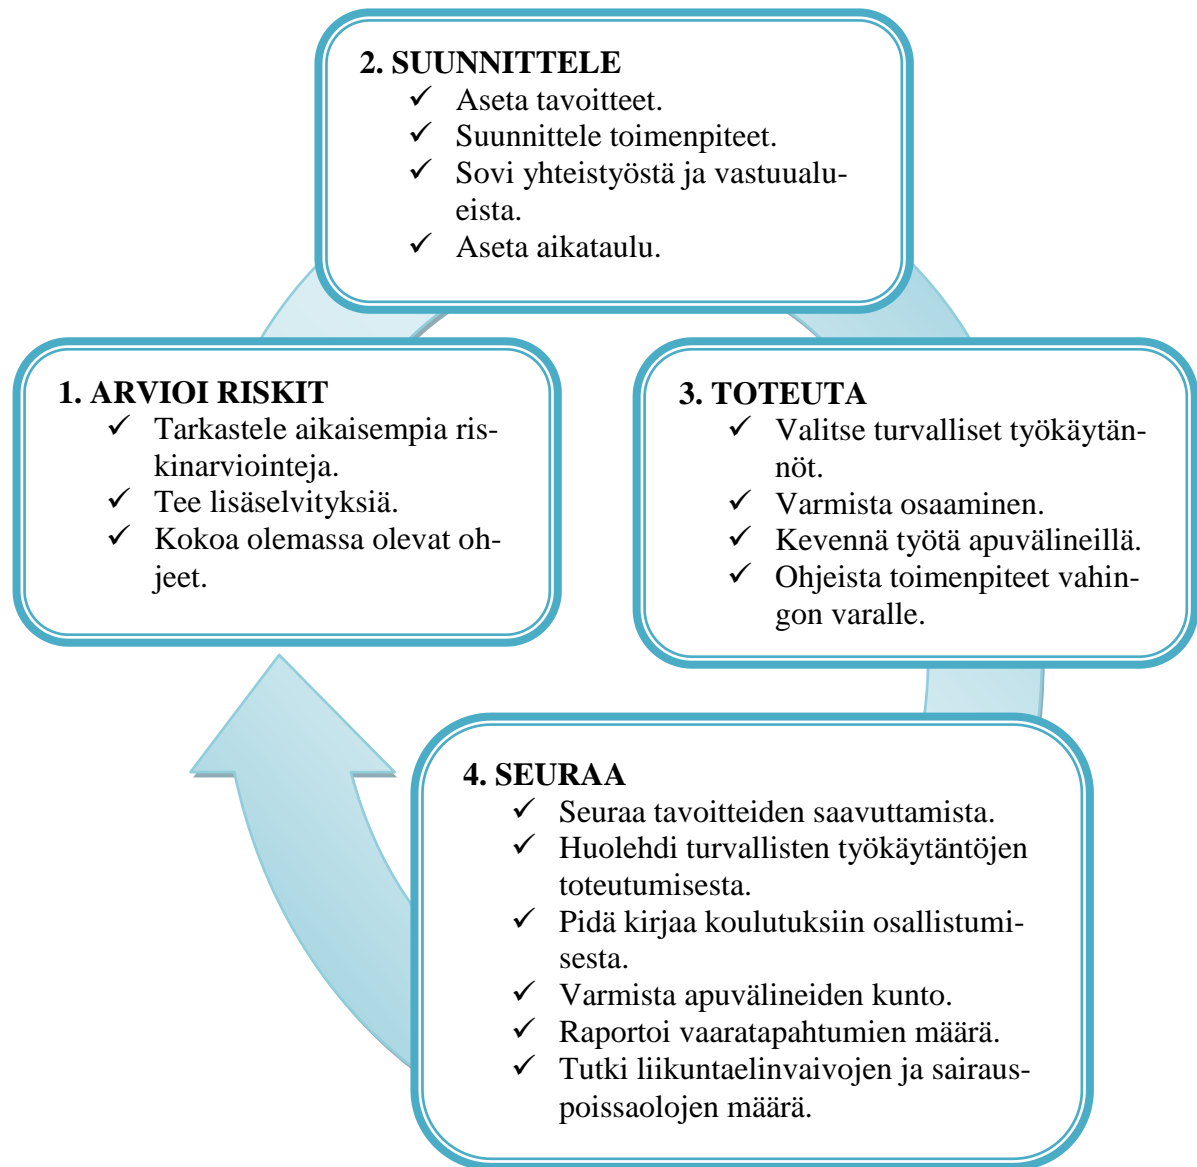 2. SUUNNITTELE
✓ Aseta tavoitteet.
✓ Suunnittele toimenpiteet.
✓ Sovi yhteistyöstä ja vastuualu-
eista.
✓ Aseta aikataulu.
1. ARVIOI RISKIT
✓ Tarkastele aikaisempia ris-
kinarviointeja.
✓ Tee lisäselvityksiä.
✓ Kokoa olemassa olevat oh-
jeet.
3. TOTEUTA
✓ Valitse turvalliset työkäytän-
nöt.
✓ Varmista osaaminen.
✓ Kevennä työtä apuvälineillä.
✓ Ohjeista toimenpiteet vahin-
gon varalle.
4. SEURAA
✓ Seuraa tavoitteiden saavuttamista.
✓ Huolehdi turvallisten työkäytäntöjen
toteutumisesta.
✓ Pidä kirjaa koulutuksiin osallistumi-
sesta.
✓ Varmista apuvälineiden kunto.
✓ Raportoi vaaratapahtumien määrä.
✓ Tutki liikuntaelinvaivojen ja sairaus-
poissaolojen määrä.